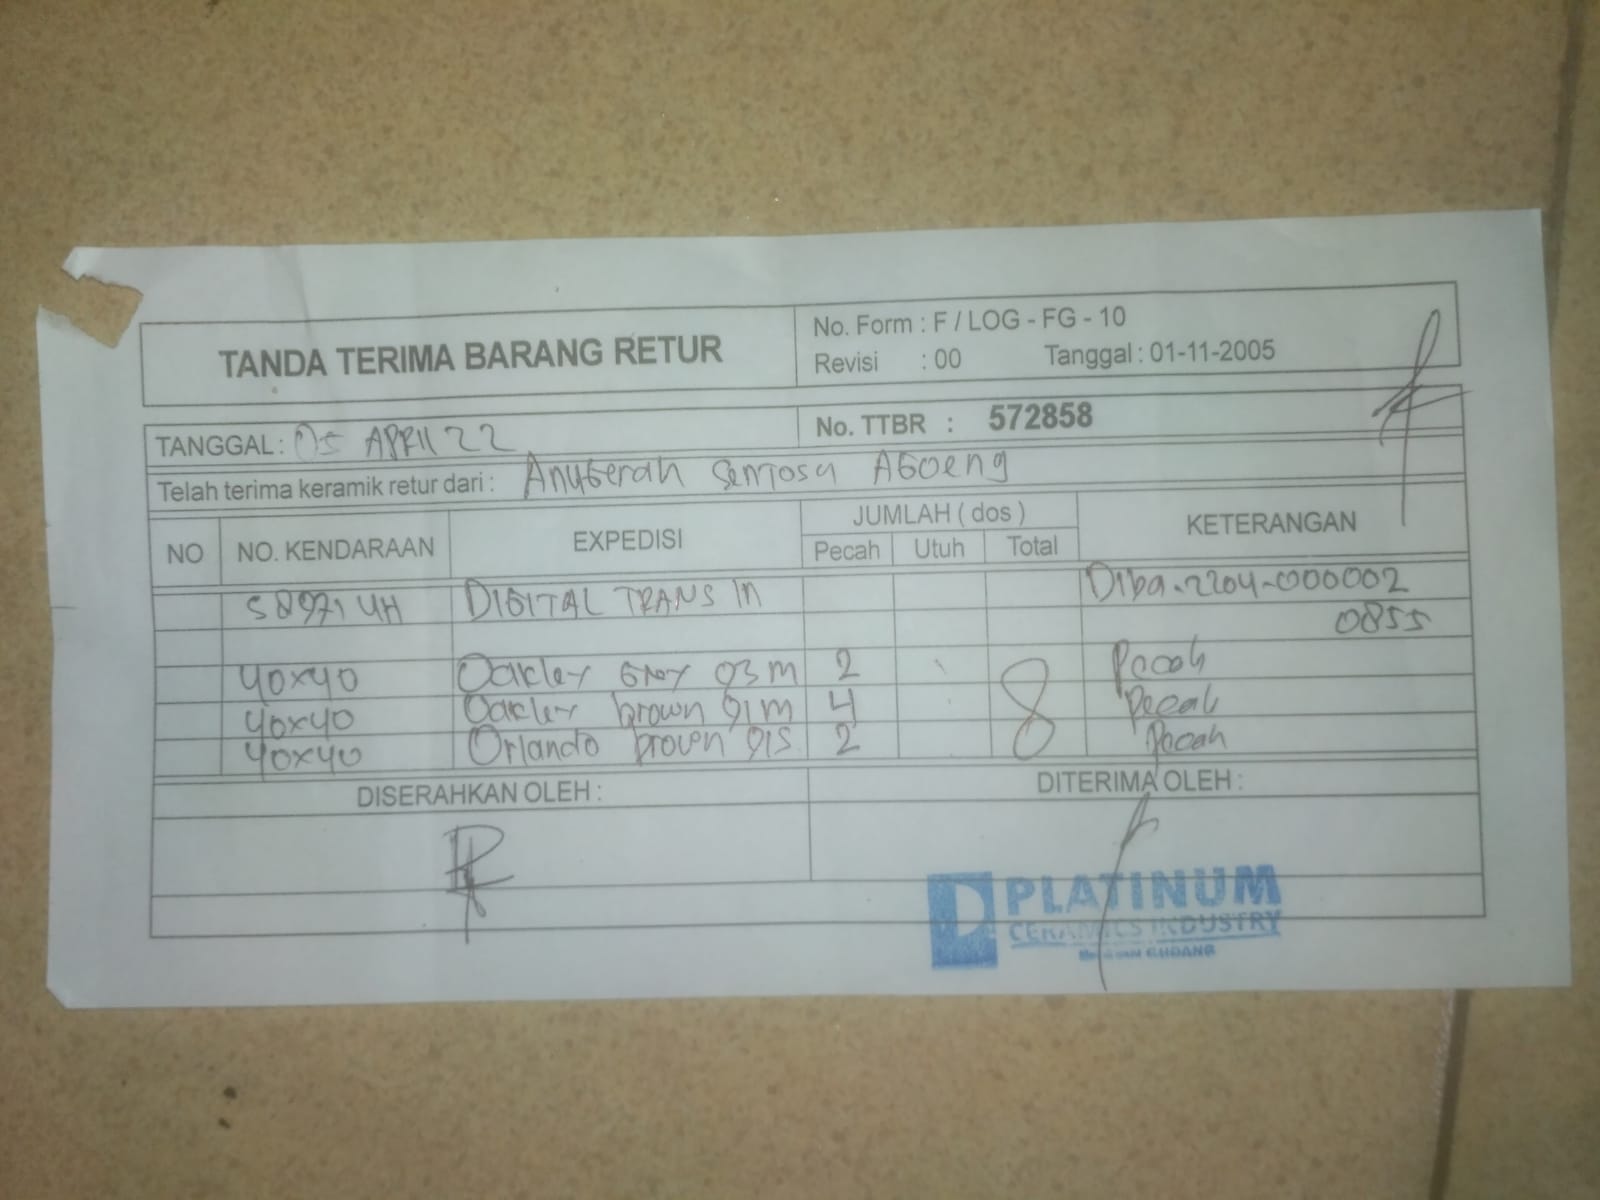 TANDA TERIMA BARANG RETUR
No. Form : F / LOG - FG - 10
Revisi : 00 Tanggal : 01-11-2005
TANGGAL : 05 APRIL 22
No. TTBR : 572858
Telah terima keramik retur dari : Anugerah Sentosa Agoeng
NO NO. KENDARAAN EXPEDISI JUMLAH ( dos ) KETERANGAN
Pecah Utuh Total
S 8971 UH DIGITAL TRANS IN Diba.2204-000002
0855
40x40 Oakley Grey 03 M 2 Pecah
40x40 Oakley brown 01 M 4 8 Pecah
40x40 Orlando brown 01S 2 Pecah
DISERAHKAN OLEH :
DITERIMA OLEH :
PLATINUM
CERAMICS INDUSTRY
GUDANG